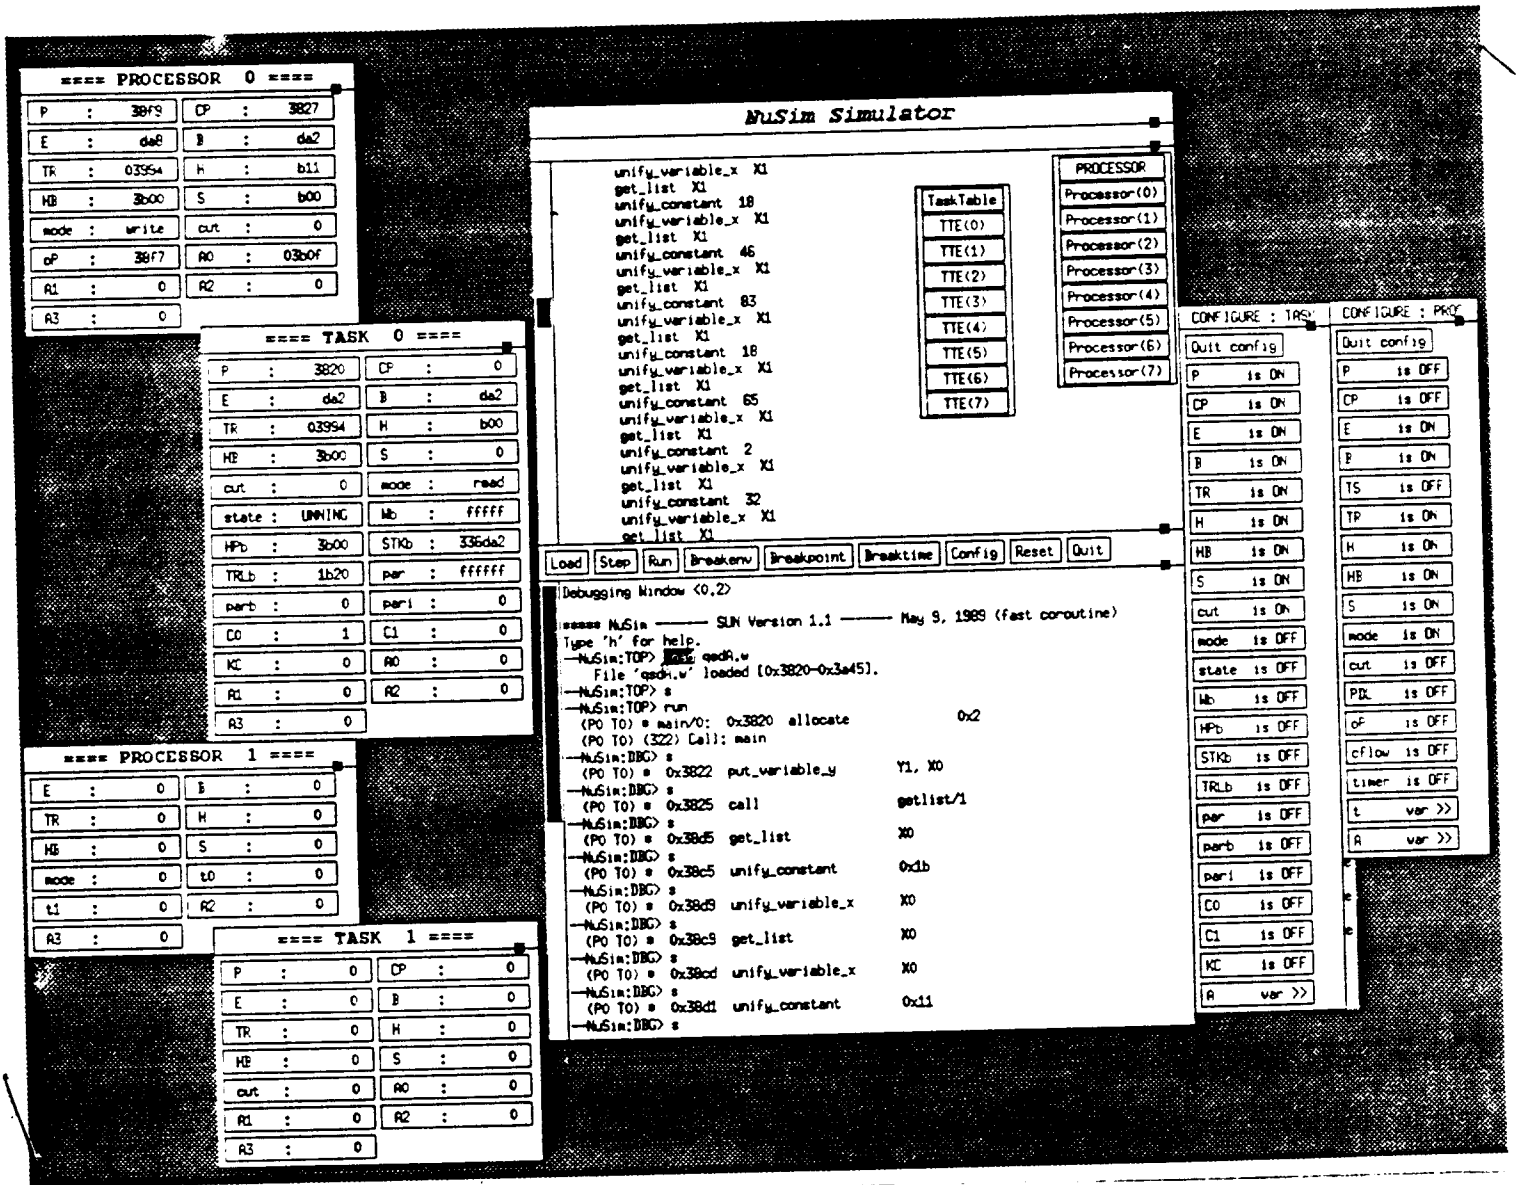 ==== PROCESSOR 0 ====
P : 38f9 CP : 3827
E : da8 B : da2
TR : 03994 H : b11
HB : 3b00 S : b00
mode : write cut : 0
oP : 38f7 A0 : 03b0f
A1 : 0 A2 : 0
A3 : 0
==== TASK 0 ====
P : 3820 CP : 0
E : da2 B : da2
TR : 03994 H : b00
HB : 3b00 S : 0
cut : 0 mode : read
state : UNNING Wb : fffff
HPb : 3b00 STKb : 336da2
TRLb : 1b20 par : ffffff
parb : 0 pari : 0
C0 : 1 C1 : 0
KC : 0 A0 : 0
A1 : 0 A2 : 0
A3 : 0
==== PROCESSOR 1 ====
E : 0 B : 0
TR : 0 H : 0
HB : 0 S : 0
mode : 0 t0 : 0
t1 : 0 A2 : 0
A3 : 0
==== TASK 1 ====
P : 0 CP : 0
E : 0 B : 0
TR : 0 H : 0
HB : 0 S : 0
cut : 0 A0 : 0
A1 : 0 A2 : 0
A3 : 0
NuSim Simulator
unify_variable_x X1
get_list X1
unify_constant 18
unify_variable_x X1
get_list X1
unify_constant 46
unify_variable_x X1
get_list X1
unify_constant 83
unify_variable_x X1
get_list X1
unify_constant 18
unify_variable_x X1
get_list X1
unify_constant 65
unify_variable_x X1
get_list X1
unify_constant 2
unify_variable_x X1
get_list X1
unify_constant 32
unify_variable_x X1
get_list X1
TaskTable
TTE(0)
TTE(1)
TTE(2)
TTE(3)
TTE(4)
TTE(5)
TTE(6)
TTE(7)
PROCESSOR
Processor(0)
Processor(1)
Processor(2)
Processor(3)
Processor(4)
Processor(5)
Processor(6)
Processor(7)
Load Step Run Breakenv Breakpoint Breaktime Config Reset Quit
Debugging Window <0,2>
===== NuSim ------ SUN Version 1.1 ------ May 9, 1989 (fast coroutine)
Type 'h' for help.
--NuSim:TOP> qsdA.w
File 'qsdA.w' loaded [0x3820-0x3a45].
--NuSim:TOP> s
--NuSim:TOP> run
(P0 T0) * main/0: 0x3820 allocate 0x2
(P0 T0) (322) Call: main
--NuSim:DBG> s
(P0 T0) * 0x3822 put_variable_y Y1, X0
--NuSim:DBG> s
(P0 T0) * 0x3825 call getlist/1
--NuSim:DBG> s
(P0 T0) * 0x38d5 get_list X0
--NuSim:DBG> s
(P0 T0) * 0x38c5 unify_constant 0x1b
--NuSim:DBG> s
(P0 T0) * 0x38d9 unify_variable_x X0
--NuSim:DBG> s
(P0 T0) * 0x38c9 get_list X0
--NuSim:DBG> s
(P0 T0) * 0x38cd unify_variable_x X0
--NuSim:DBG> s
(P0 T0) * 0x38d1 unify_constant 0x11
--NuSim:DBG> s
CONFIGURE : TASK
Quit config
P is ON
CP is ON
E is ON
B is ON
TR is ON
H is ON
HB is ON
S is ON
cut is ON
mode is OFF
state is OFF
Wb is OFF
HPb is OFF
STKb is OFF
TRLb is OFF
par is OFF
parb is OFF
pari is OFF
C0 is OFF
C1 is OFF
KC is OFF
A var >>
CONFIGURE : PROC
Quit config
P is OFF
CP is OFF
E is ON
B is ON
TS is OFF
TR is ON
H is ON
HB is ON
S is ON
mode is ON
cut is OFF
PDL is OFF
oP is OFF
cflow is OFF
timer is OFF
t var >>
A var >>